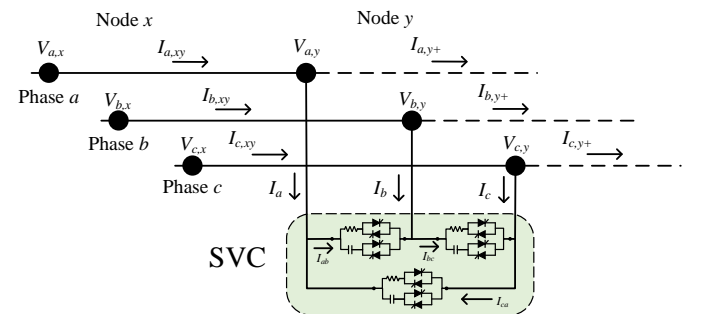 Node x
Node y
V_{a,x}
I_{a,xy}
V_{a,y}
I_{a,y+}
Phase a
V_{b,x}
I_{b,xy}
V_{b,y}
I_{b,y+}
Phase b
V_{c,x}
I_{c,xy}
V_{c,y}
I_{c,y+}
Phase c
I_a
I_b
I_c
SVC
I_{ab}
I_{bc}
I_{ca}